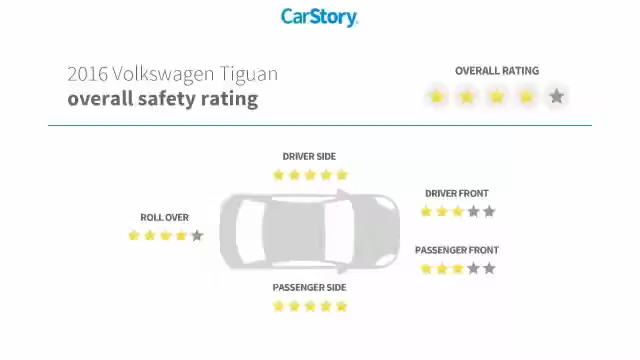 CarStory.
2016 Volkswagen Tiguan
overall safety rating
OVERALL RATING
DRIVER SIDE
DRIVER FRONT
ROLL OVER
PASSENGER FRONT
PASSENGER SIDE